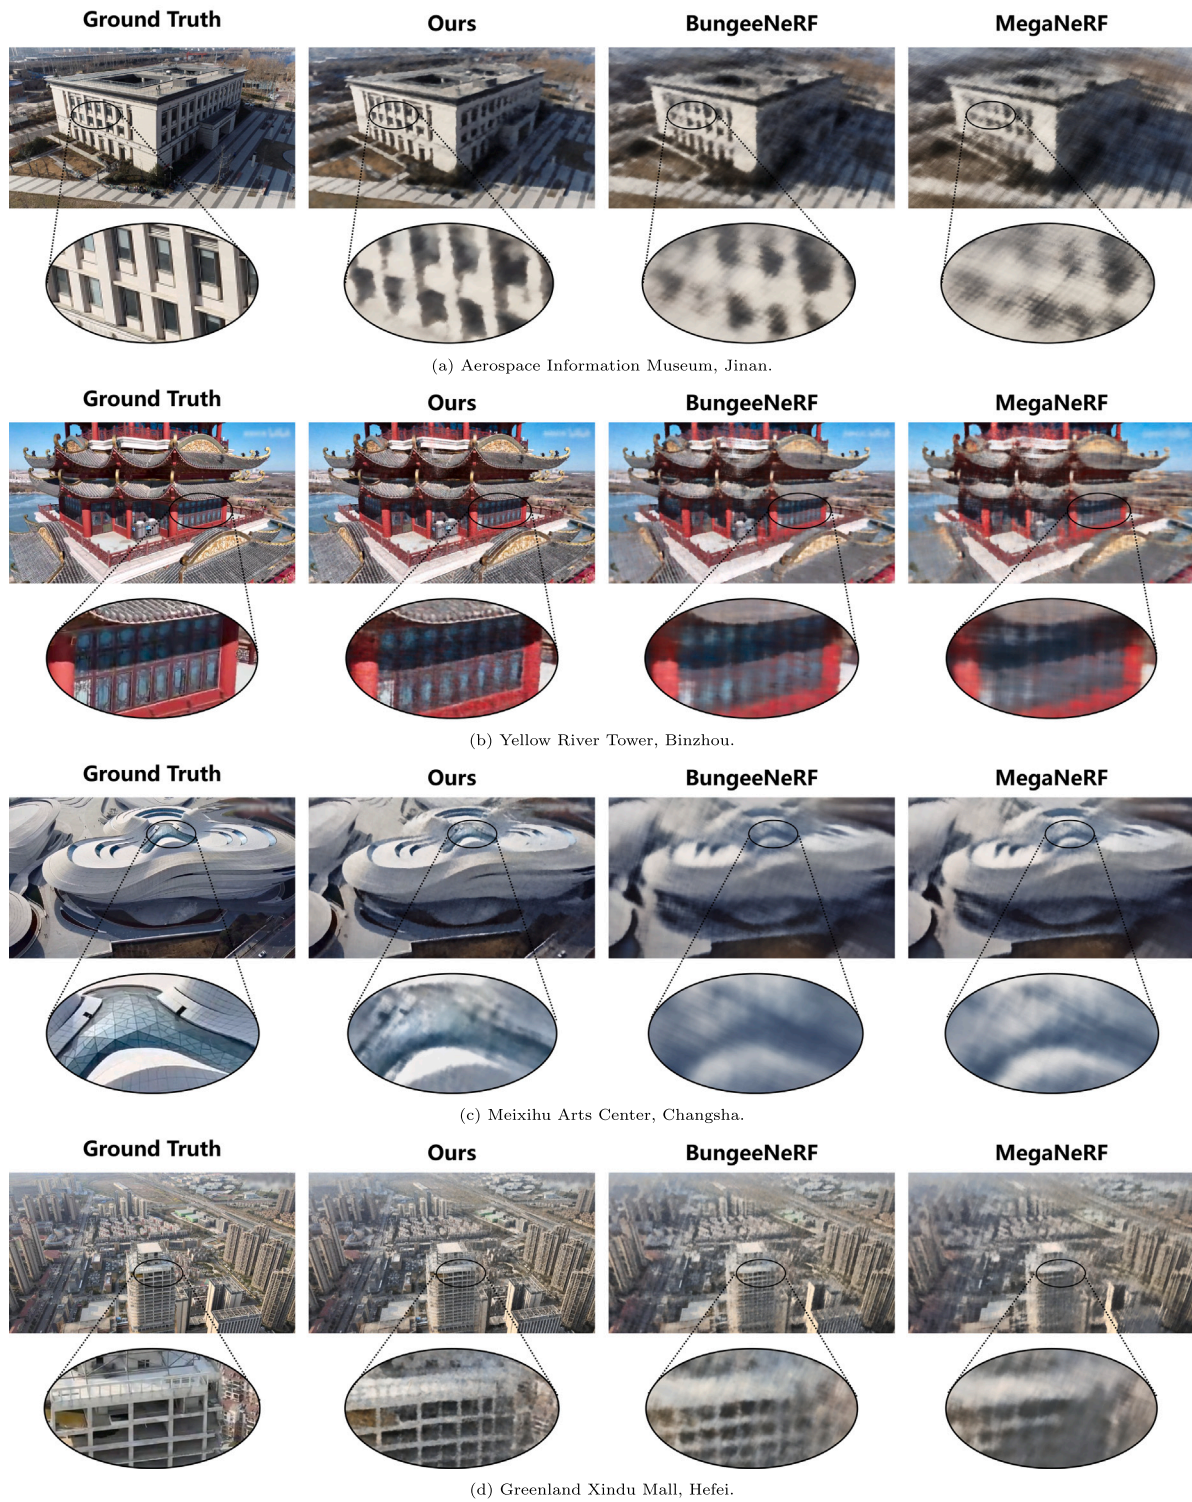 Ground Truth
Ours
BungeeNeRF
MegaNeRF
(a) Aerospace Information Museum, Jinan.
Ground Truth
Ours
BungeeNeRF
MegaNeRF
(b) Yellow River Tower, Binzhou.
Ground Truth
Ours
BungeeNeRF
MegaNeRF
(c) Meixihu Arts Center, Changsha.
Ground Truth
Ours
BungeeNeRF
MegaNeRF
(d) Greenland Xindu Mall, Hefei.